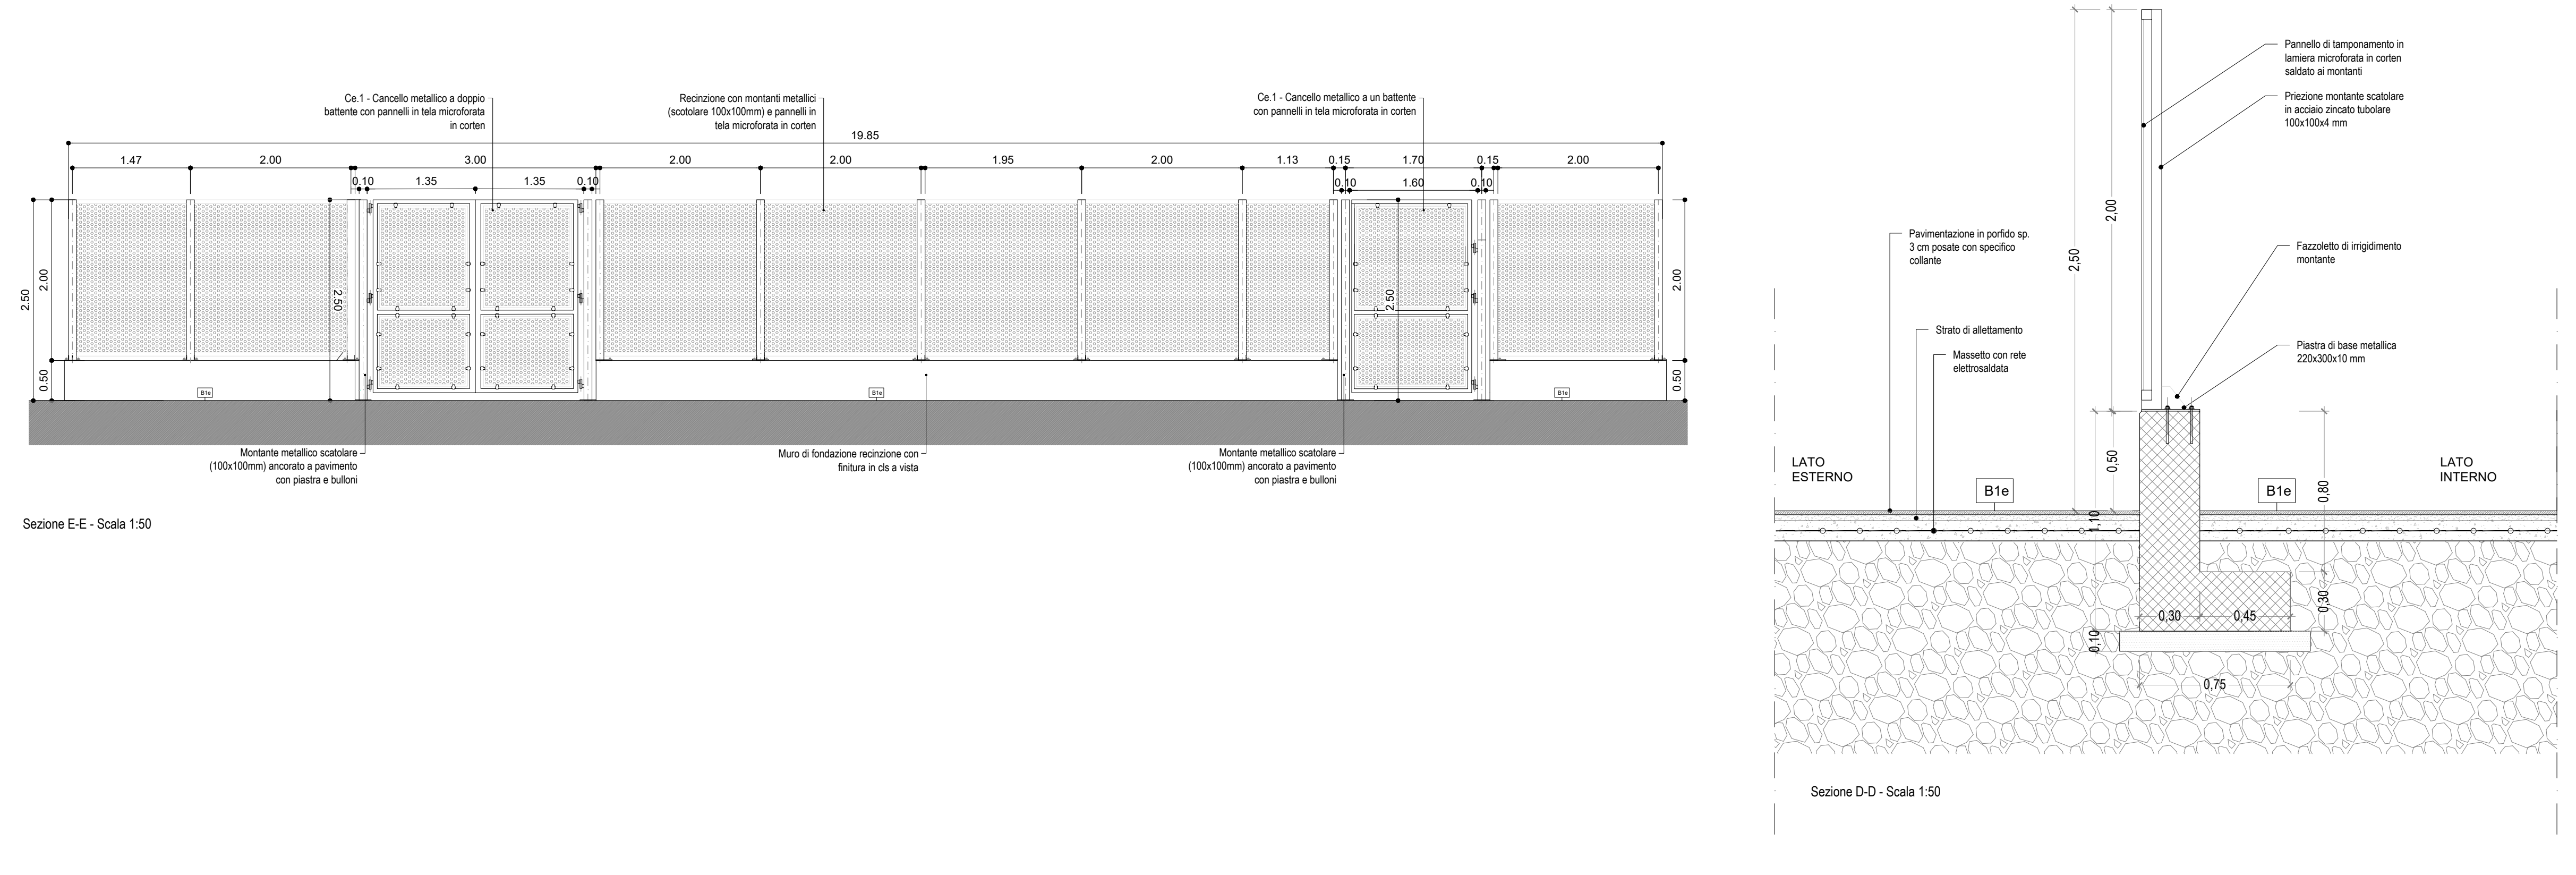 Ce.1 - Cancello metallico a doppio
battente con pannelli in tela microforata
in corten
Recinzione con montanti metallici
(scotolare 100x100mm) e pannelli in
tela microforata in corten
Ce.1 - Cancello metallico a un battente
con pannelli in tela microforata in corten
19.85
1.47
2.00
3.00
2.00
2.00
1.95
2.00
1.13
0.15
1.70
0.15
2.00
0.10
1.35
1.35
0.10
0.10
1.60
0.10
2.50
2.00
0.50
2.50
2.50
2.00
0.50
B1e
B1e
B1e
Montante metallico scatolare
(100x100mm) ancorato a pavimento
con piastra e bulloni
Muro di fondazione recinzione con
finitura in cls a vista
Montante metallico scatolare
(100x100mm) ancorato a pavimento
con piastra e bulloni
Sezione E-E - Scala 1:50
Pannello di tamponamento in
lamiera microforata in corten
saldato ai montanti
Priezione montante scatolare
in acciaio zincato tubolare
100x100x4 mm
2,50
2,00
Pavimentazione in porfido sp.
3 cm posate con specifico
collante
Fazzoletto di irrigidimento
montante
Strato di allettamento
Massetto con rete
elettrosaldata
Piastra di base metallica
220x300x10 mm
LATO
ESTERNO
LATO
INTERNO
B1e
B1e
0,50
0,80
1,10
0,30
0,30
0,45
0,10
0,75
Sezione D-D - Scala 1:50